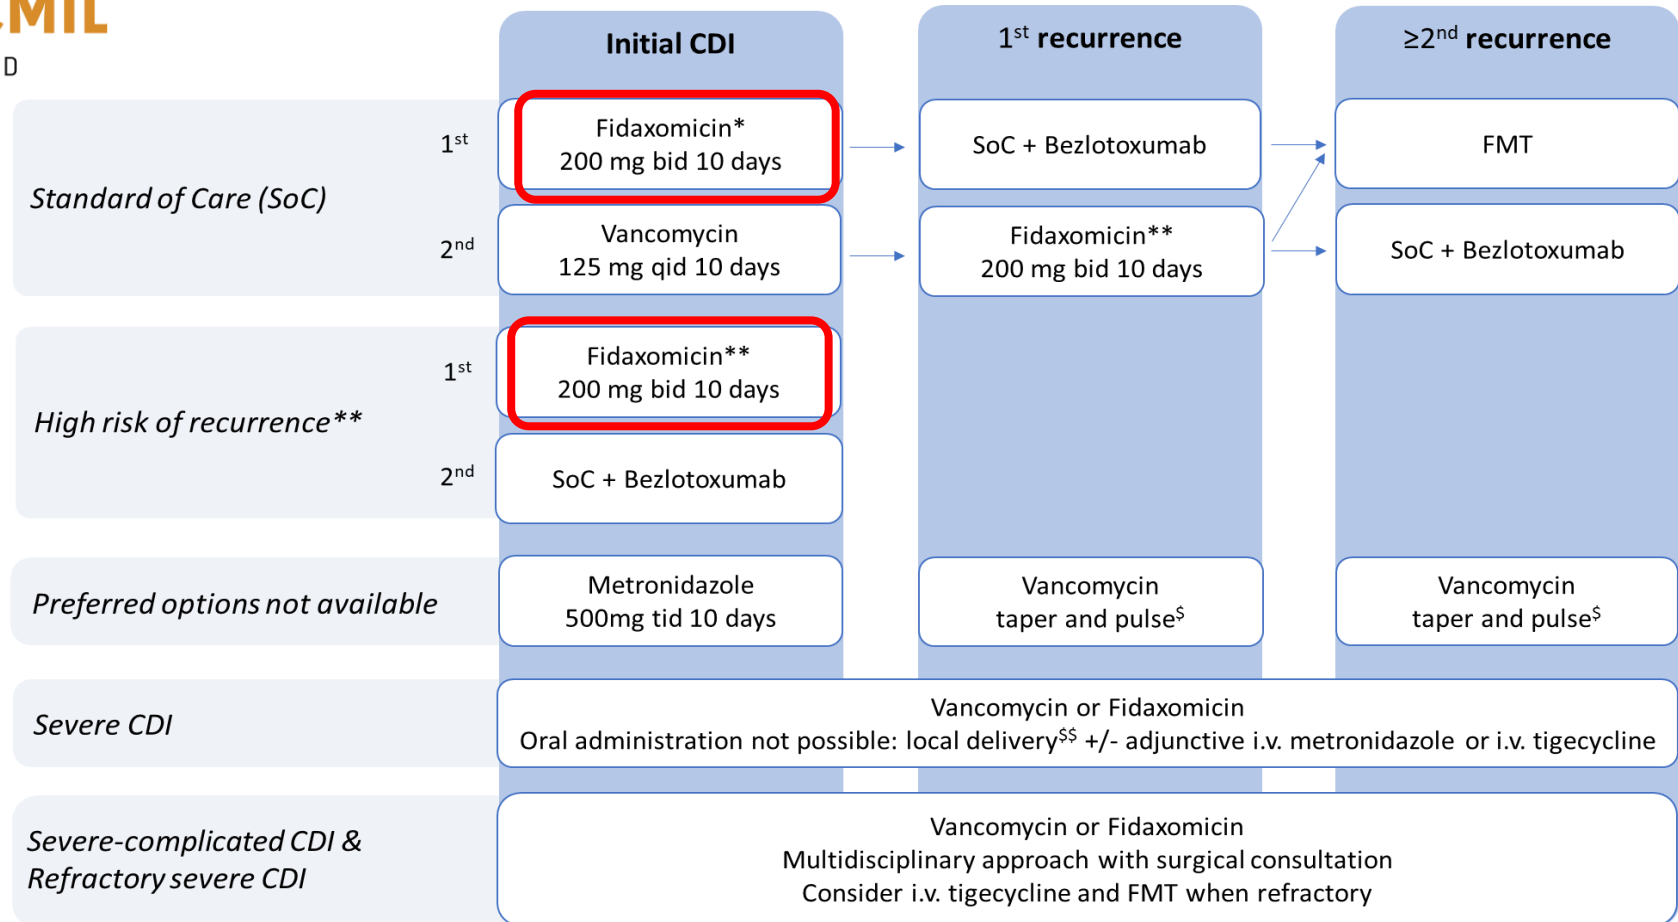 CMIL
D
Initial CDI
1st recurrence
≥2nd recurrence
Standard of Care (SoC)
1st
Fidaxomicin*
200 mg bid 10 days
SoC + Bezlotoxumab
FMT
2nd
Vancomycin
125 mg qid 10 days
Fidaxomicin**
200 mg bid 10 days
SoC + Bezlotoxumab
High risk of recurrence**
1st
Fidaxomicin**
200 mg bid 10 days
2nd
SoC + Bezlotoxumab
Preferred options not available
Metronidazole
500mg tid 10 days
Vancomycin
taper and pulse$
Vancomycin
taper and pulse$
Severe CDI
Vancomycin or Fidaxomicin
Oral administration not possible: local delivery$$ +/- adjunctive i.v. metronidazole or i.v. tigecycline
Severe-complicated CDI &
Refractory severe CDI
Vancomycin or Fidaxomicin
Multidisciplinary approach with surgical consultation
Consider i.v. tigecycline and FMT when refractory